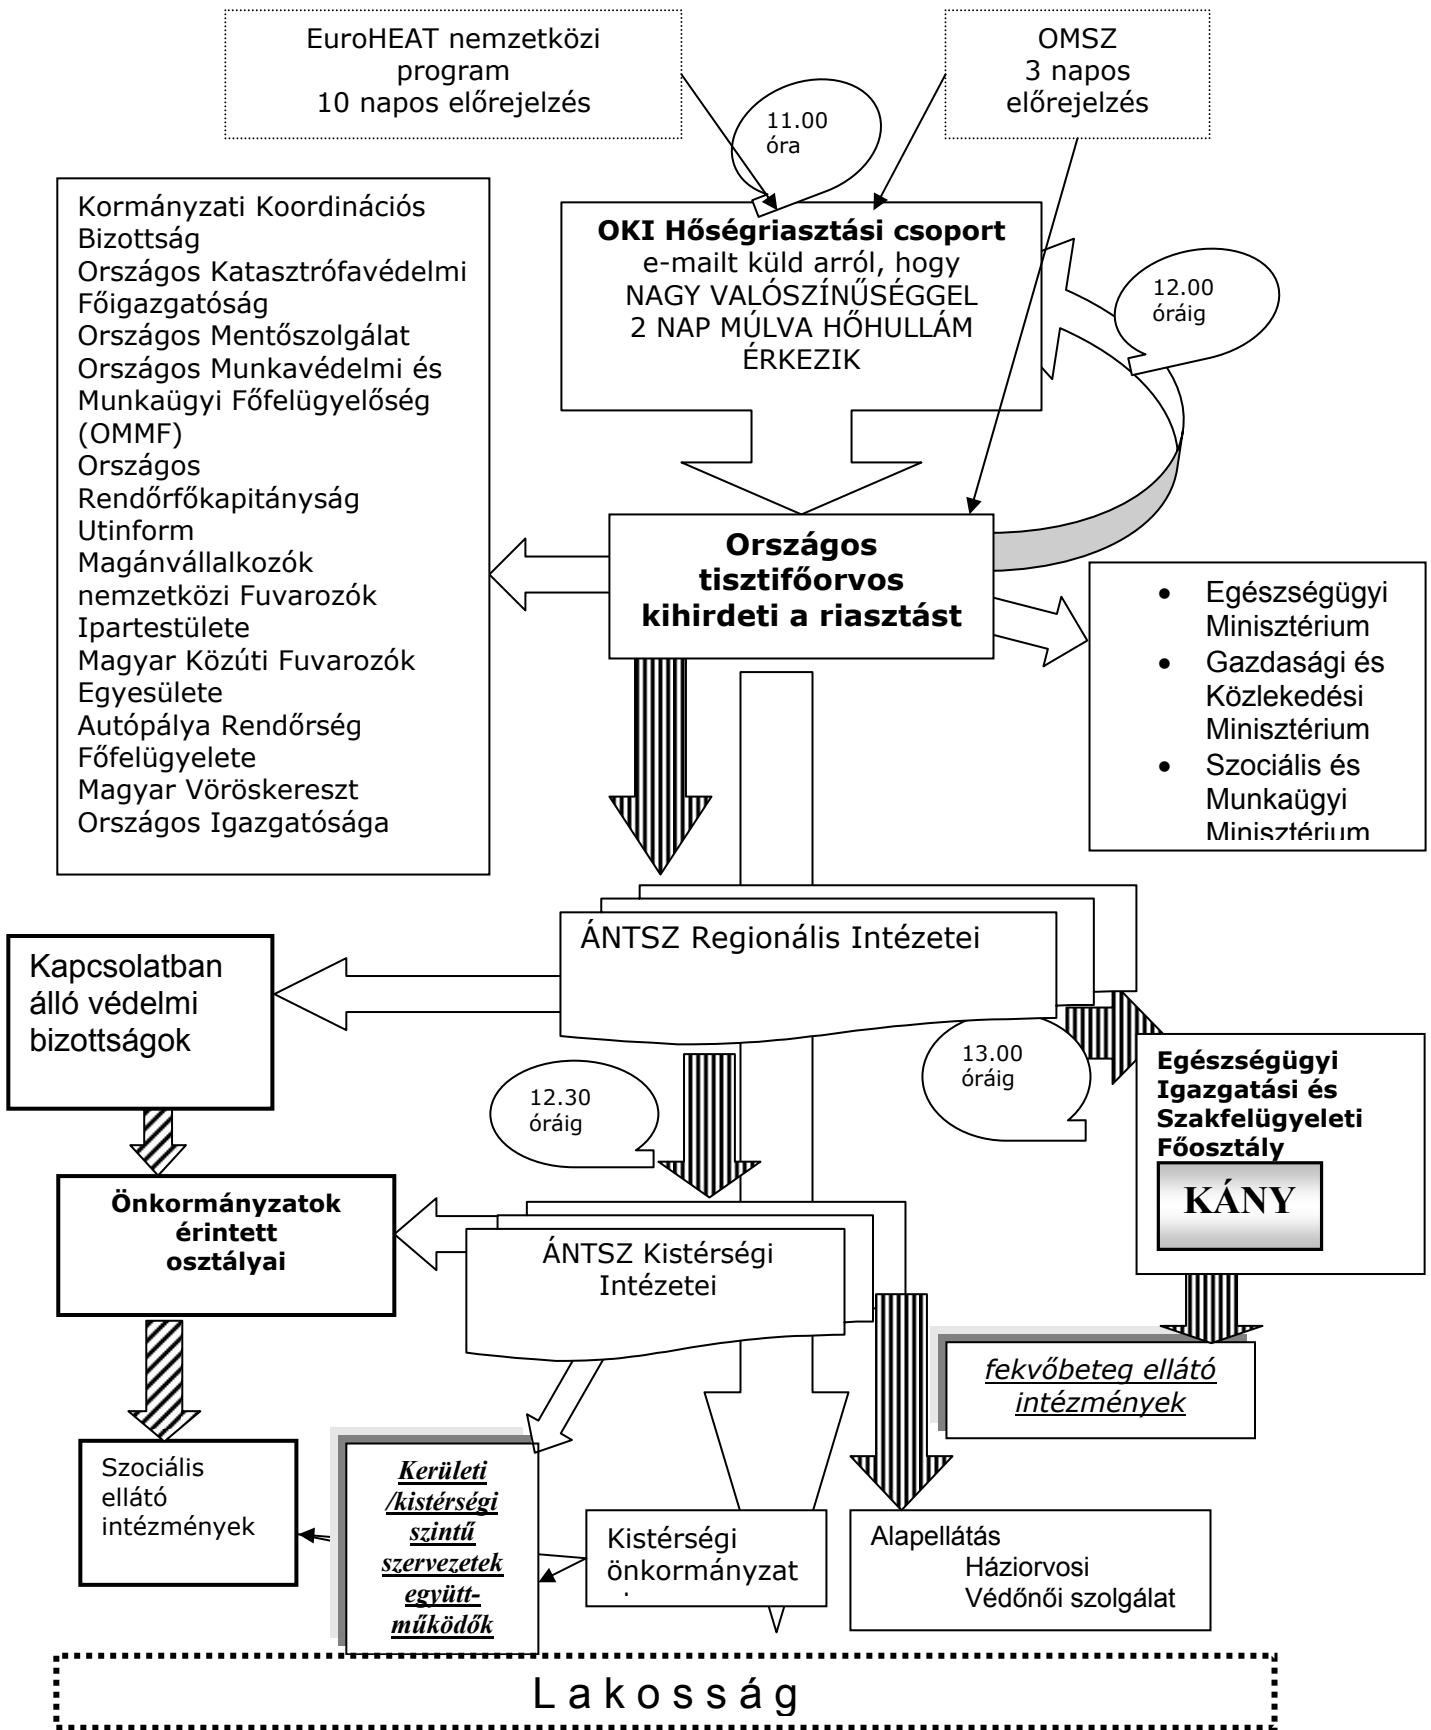 EuroHEAT nemzetközi
program
10 napos előrejelzés
OMSZ
3 napos
előrejelzés
11.00
óra
Kormányzati Koordinációs
Bizottság
Országos Katasztrófavédelmi
Főigazgatóság
Országos Mentőszolgálat
Országos Munkavédelmi és
Munkaügyi Főfelügyelőség
(OMMF)
Országos
Rendőrfőkapitányság
Utinform
Magánvállalkozók
nemzetközi Fuvarozók
Ipartestülete
Magyar Közúti Fuvarozók
Egyesülete
Autópálya Rendőrség
Főfelügyelete
Magyar Vöröskereszt
Országos Igazgatósága
OKI Hőségriasztási csoport
e-mailt küld arról, hogy
NAGY VALÓSZÍNŰSÉGGEL
2 NAP MÚLVA HŐHULLÁM
ÉRKEZIK
12.00
óráig
Országos
tisztifőorvos
kihirdeti a riasztást
• Egészségügyi
Minisztérium
• Gazdasági és
Közlekedési
Minisztérium
• Szociális és
Munkaügyi
Minisztérium
ÁNTSZ Regionális Intézetei
Kapcsolatban
álló védelmi
bizottságok
12.30
óráig
13.00
óráig
Egészségügyi
Igazgatási és
Szakfelügyeleti
Főosztály
KÁNY
Önkormányzatok
érintett
osztályai
ÁNTSZ Kistérségi
Intézetei
fekvőbeteg ellátó
intézmények
Szociális
ellátó
intézmények
Kerületi
/kistérségi
szintű
szervezetek
együtt-
működők
Kistérségi
önkormányzat
Alapellátás
Háziorvosi
Védőnői szolgálat
Lakosság